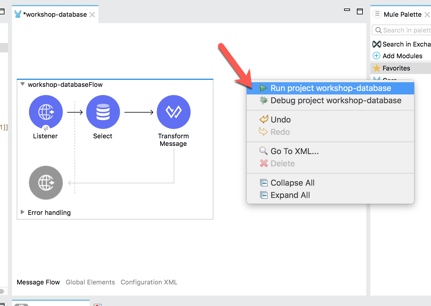 *workshop-database
Mule Palette
Search in palett
Search in Excha
Add Modules
Favorites
workshop-databaseFlow
Listener
Select
Transform
Message
Error handling
Run project workshop-database
Debug project workshop-database
Undo
Redo
Go To XML...
Delete
Collapse All
Expand All
1]]
Message Flow Global Elements Configuration XML